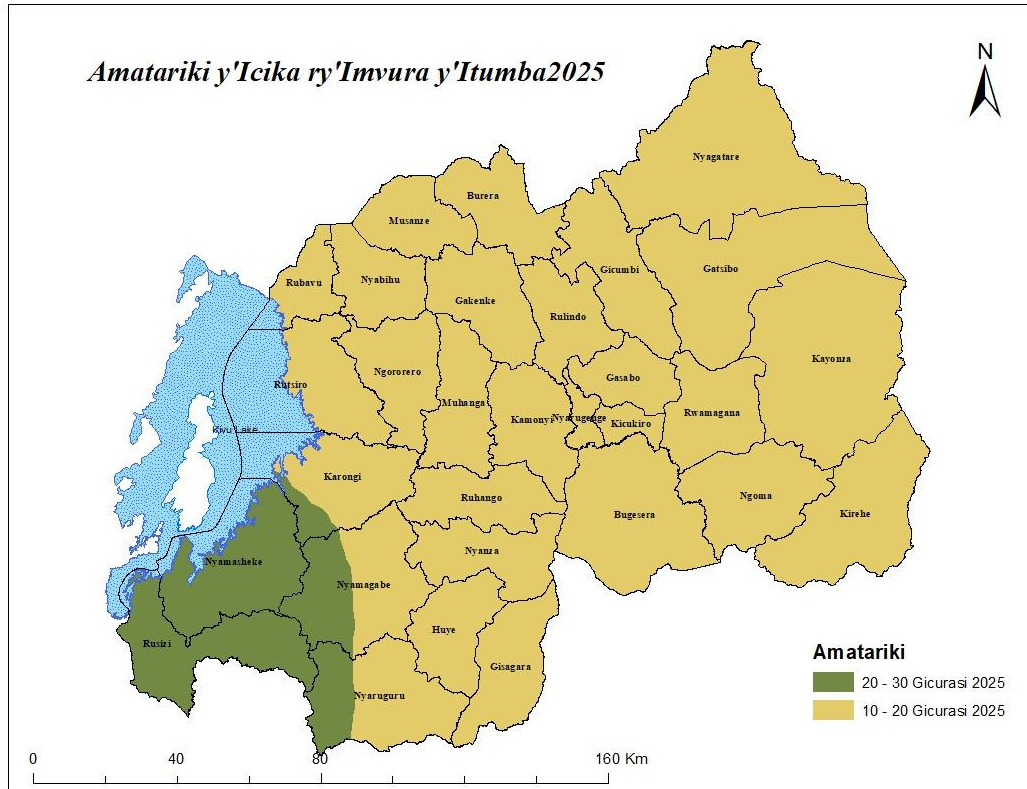 Amatariki y'Icika ry'Imvura y'Itumba2025
N
Nyagatare
Burera
Musanze
Gicumbi
Gatsibo
Rubavu
Nyabihu
Gakenke
Rulindo
Kayonza
Rutsiro
Ngororero
Muhanga
Gasabo
Kamonyi
Nyarugenge
Kicukiro
Rwamagana
Kivu Lake
Karongi
Ruhango
Bugesera
Ngoma
Kirehe
Nyanza
Nyamasheke
Nyamagabe
Huye
Rusizi
Gisagara
Nyaruguru
Amatariki
20 - 30 Gicurasi 2025
10 - 20 Gicurasi 2025
0 40 80 160 Km